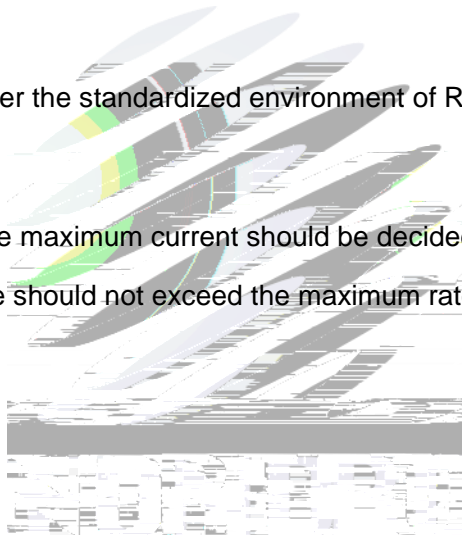 er the standardized environment of R
e maximum current should be decided
e should not exceed the maximum rat